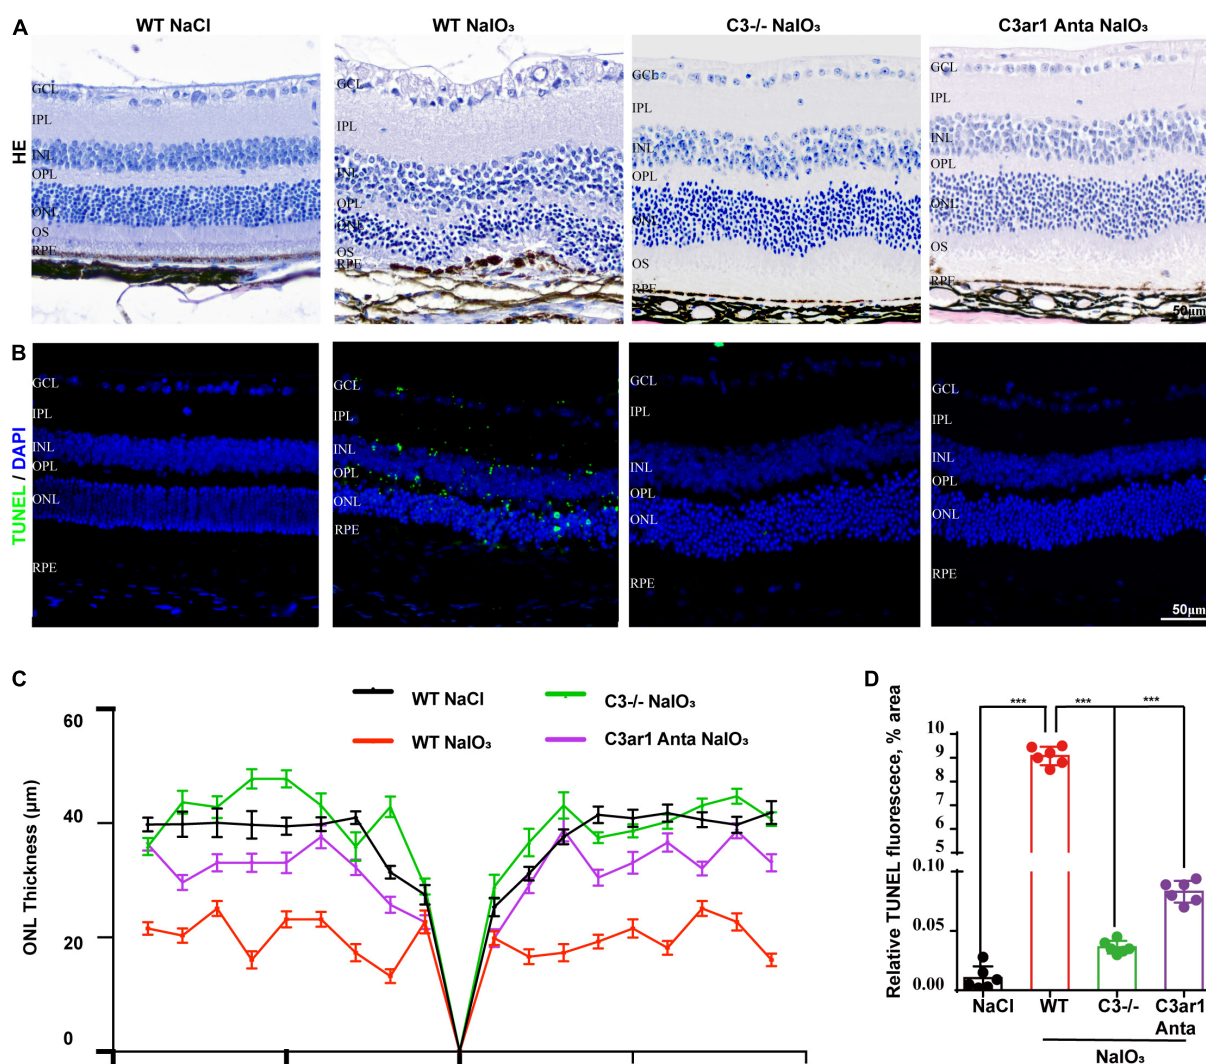 A
WT NaCl
WT NaIO₃
C3-/- NaIO₃
C3ar1 Anta NaIO₃
HE
GCL
IPL
INL
OPL
ONL
OS
RPE
GCL
IPL
INL
OPL
ONL
OS
RPE
GCL
IPL
INL
OPL
ONL
OS
RPE
GCL
IPL
INL
OPL
ONL
OS
RPE
50μm
B
TUNEL / DAPI
GCL
IPL
INL
OPL
ONL
RPE
GCL
IPL
INL
OPL
ONL
RPE
GCL
IPL
INL
OPL
ONL
RPE
GCL
IPL
INL
OPL
ONL
RPE
50μm
C
WT NaCl
C3-/- NaIO₃
WT NaIO₃
C3ar1 Anta NaIO₃
ONL Thickness (μm)
60
40
20
0
D
Relative TUNEL fluorescece, % area
***
***
***
10
9
8
7
6
5
0.10
0.05
0.00
NaCl
WT
C3-/-
C3ar1
Anta
NaIO₃